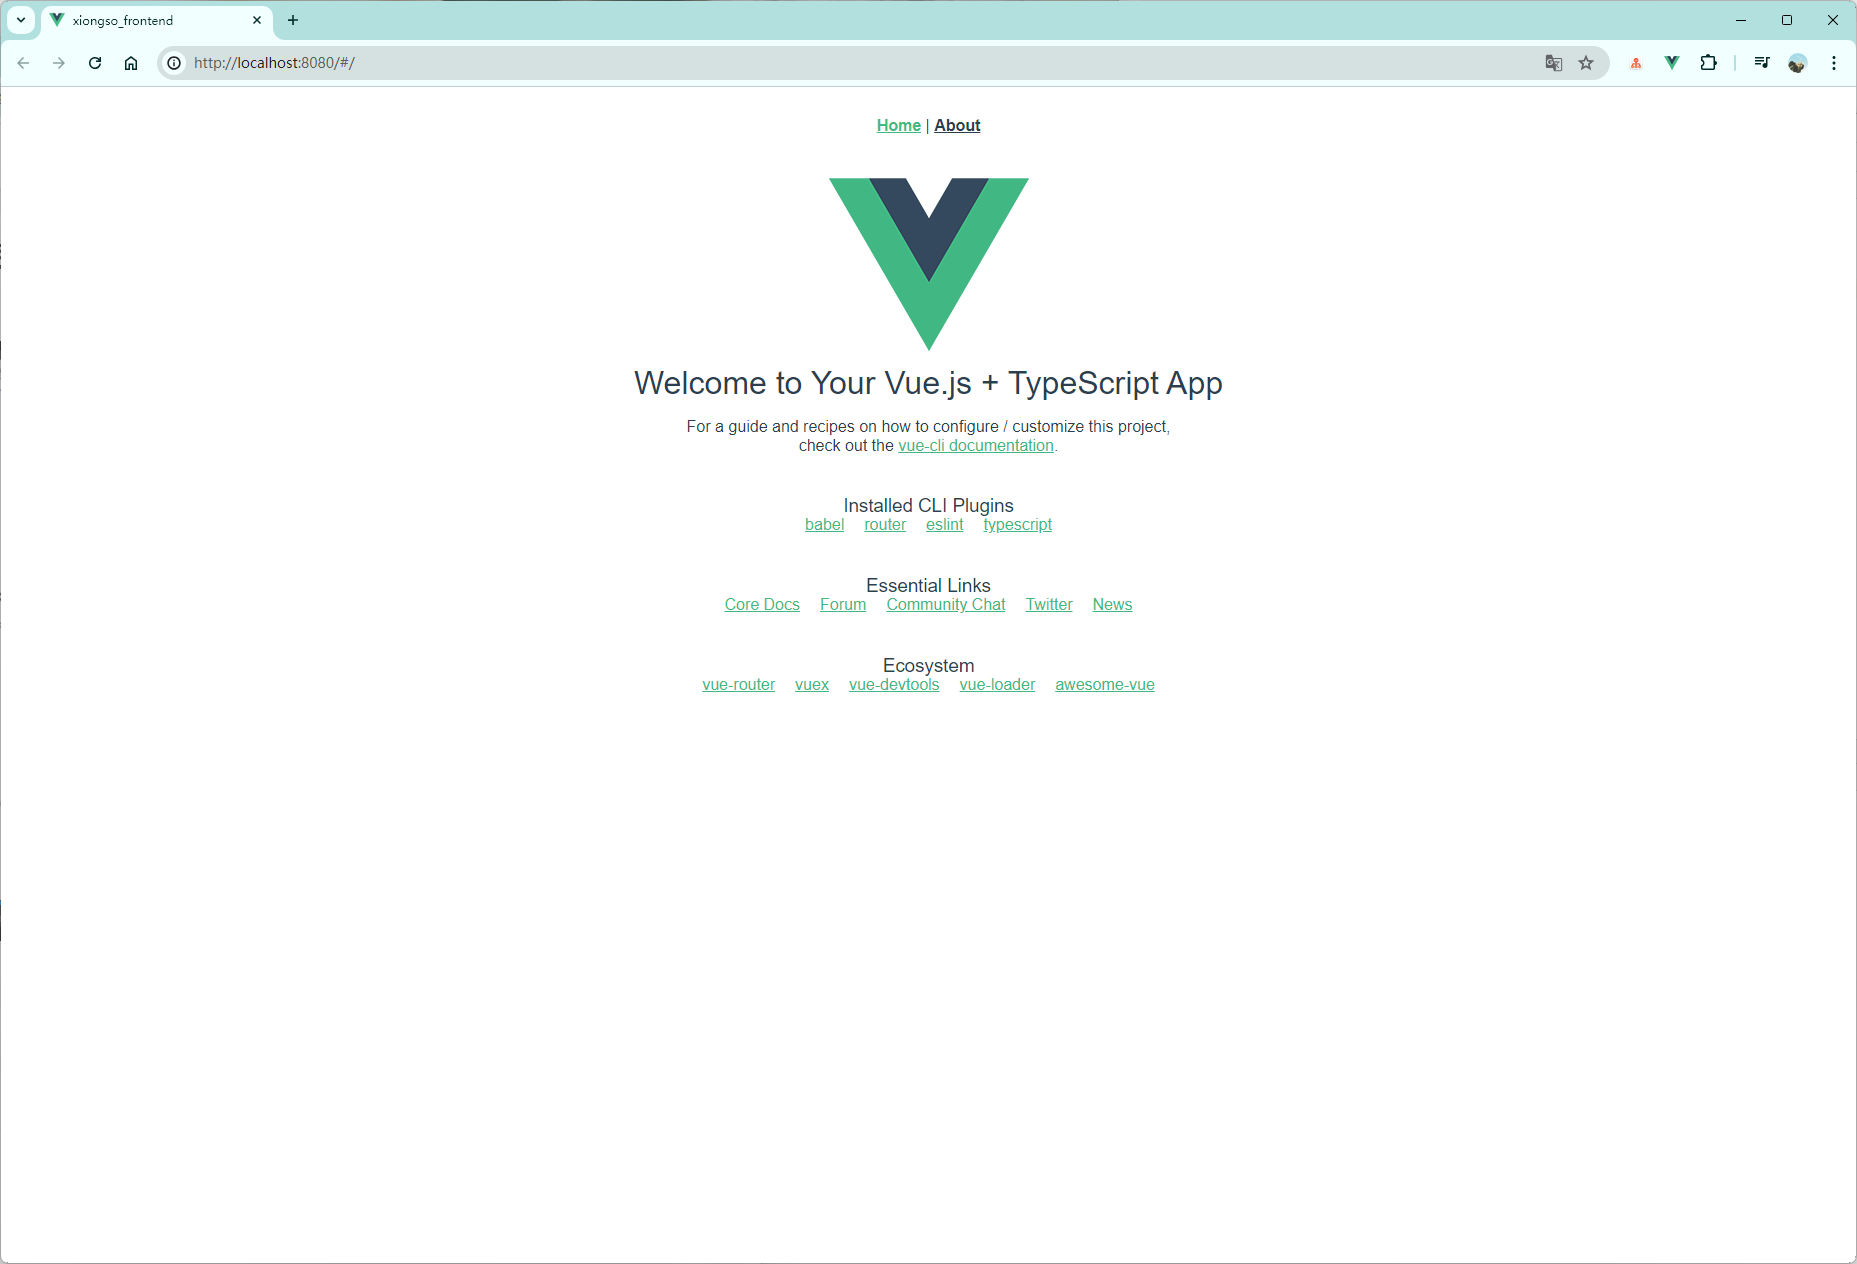 xiongso_frontend
http://localhost:8080/#/
Home | About
Welcome to Your Vue.js + TypeScript App
For a guide and recipes on how to configure / customize this project,
check out the vue-cli documentation.
Installed CLI Plugins
babel router eslint typescript
Essential Links
Core Docs Forum Community Chat Twitter News
Ecosystem
vue-router vuex vue-devtools vue-loader awesome-vue